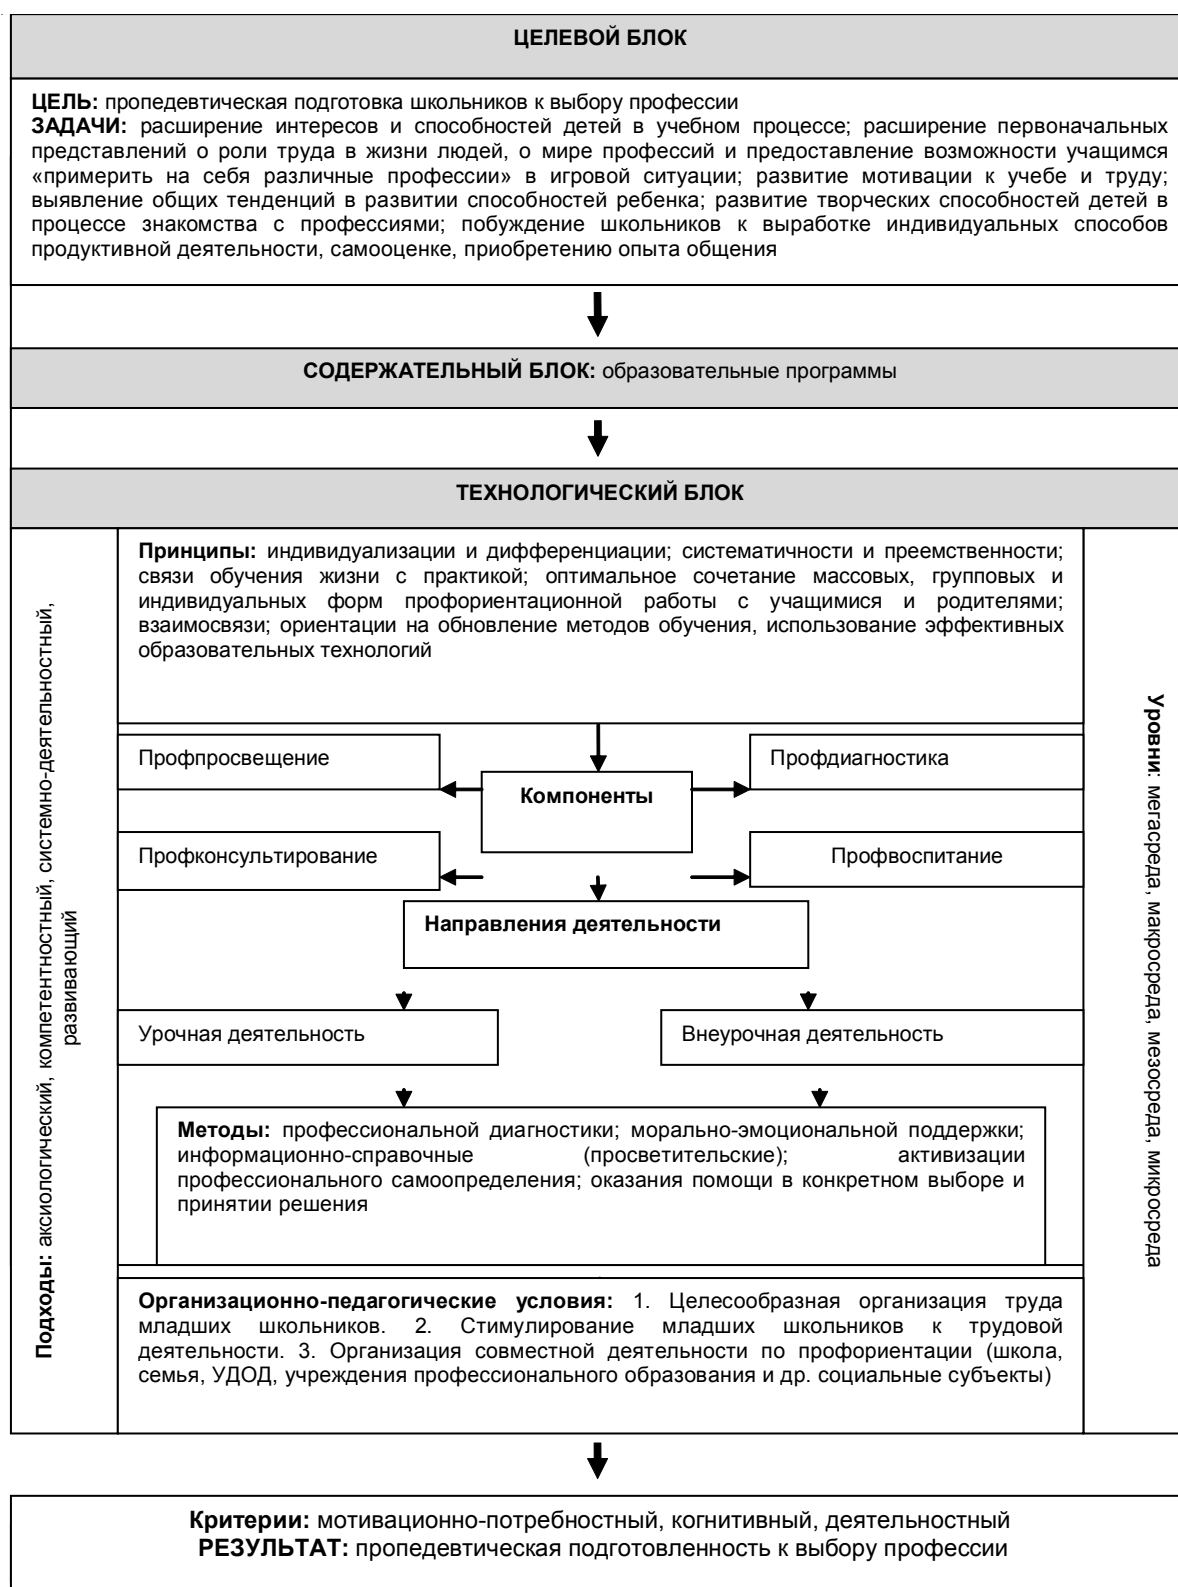 ЦЕЛЕВОЙ БЛОК
ЦЕЛЬ: пропедевтическая подготовка школьников к выбору профессии
ЗАДАЧИ: расширение интересов и способностей детей в учебном процессе; расширение первоначальных
представлений о роли труда в жизни людей, о мире профессий и предоставление возможности учащимся
«примерить на себя различные профессии» в игровой ситуации; развитие мотивации к учебе и труду;
выявление общих тенденций в развитии способностей ребенка; развитие творческих способностей детей в
процессе знакомства с профессиями; побуждение школьников к выработке индивидуальных способов
продуктивной деятельности, самооценке, приобретению опыта общения
СОДЕРЖАТЕЛЬНЫЙ БЛОК: образовательные программы
ТЕХНОЛОГИЧЕСКИЙ БЛОК
Подходы: аксиологический, компетентностный, системно-деятельностный,
развивающий
Принципы: индивидуализации и дифференциации; систематичности и преемственности;
связи обучения жизни с практикой; оптимальное сочетание массовых, групповых и
индивидуальных форм профориентационной работы с учащимися и родителями;
взаимосвязи; ориентации на обновление методов обучения, использование эффективных
образовательных технологий
Профпросвещение
Профдиагностика
Компоненты
Профконсультирование
Профвоспитание
Направления деятельности
Урочная деятельность
Внеурочная деятельность
Методы: профессиональной диагностики; морально-эмоциональной поддержки;
информационно-справочные (просветительские); активизации
профессионального самоопределения; оказания помощи в конкретном выборе и
принятии решения
Организационно-педагогические условия: 1. Целесообразная организация труда
младших школьников. 2. Стимулирование младших школьников к трудовой
деятельности. 3. Организация совместной деятельности по профориентации (школа,
семья, УДОД, учреждения профессионального образования и др. социальные субъекты)
Уровни: мегасреда, макросреда, мезосреда, микросреда
Критерии: мотивационно-потребностный, когнитивный, деятельностный
РЕЗУЛЬТАТ: пропедевтическая подготовленность к выбору профессии